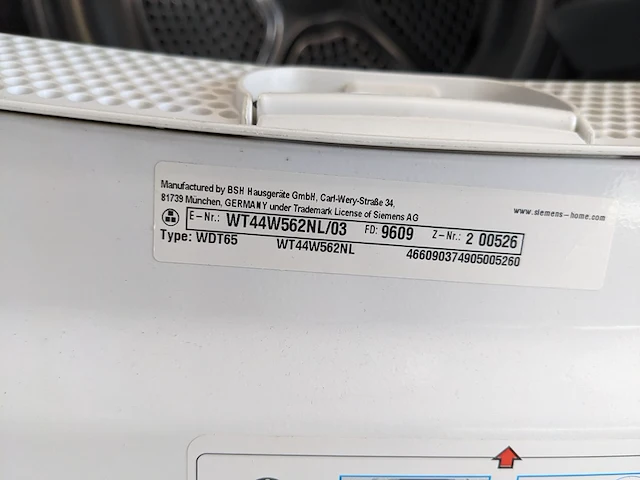 Manufactured by BSH Hausgeräte GmbH, Carl-Wery-Straße 34,
81739 München, GERMANY under Trademark License of Siemens AG
www.siemens-home.com
E-Nr.: WT44W562NL/03 FD: 9609 Z-Nr.: 2 00526
Type: WDT65 WT44W562NL 466090374905005260